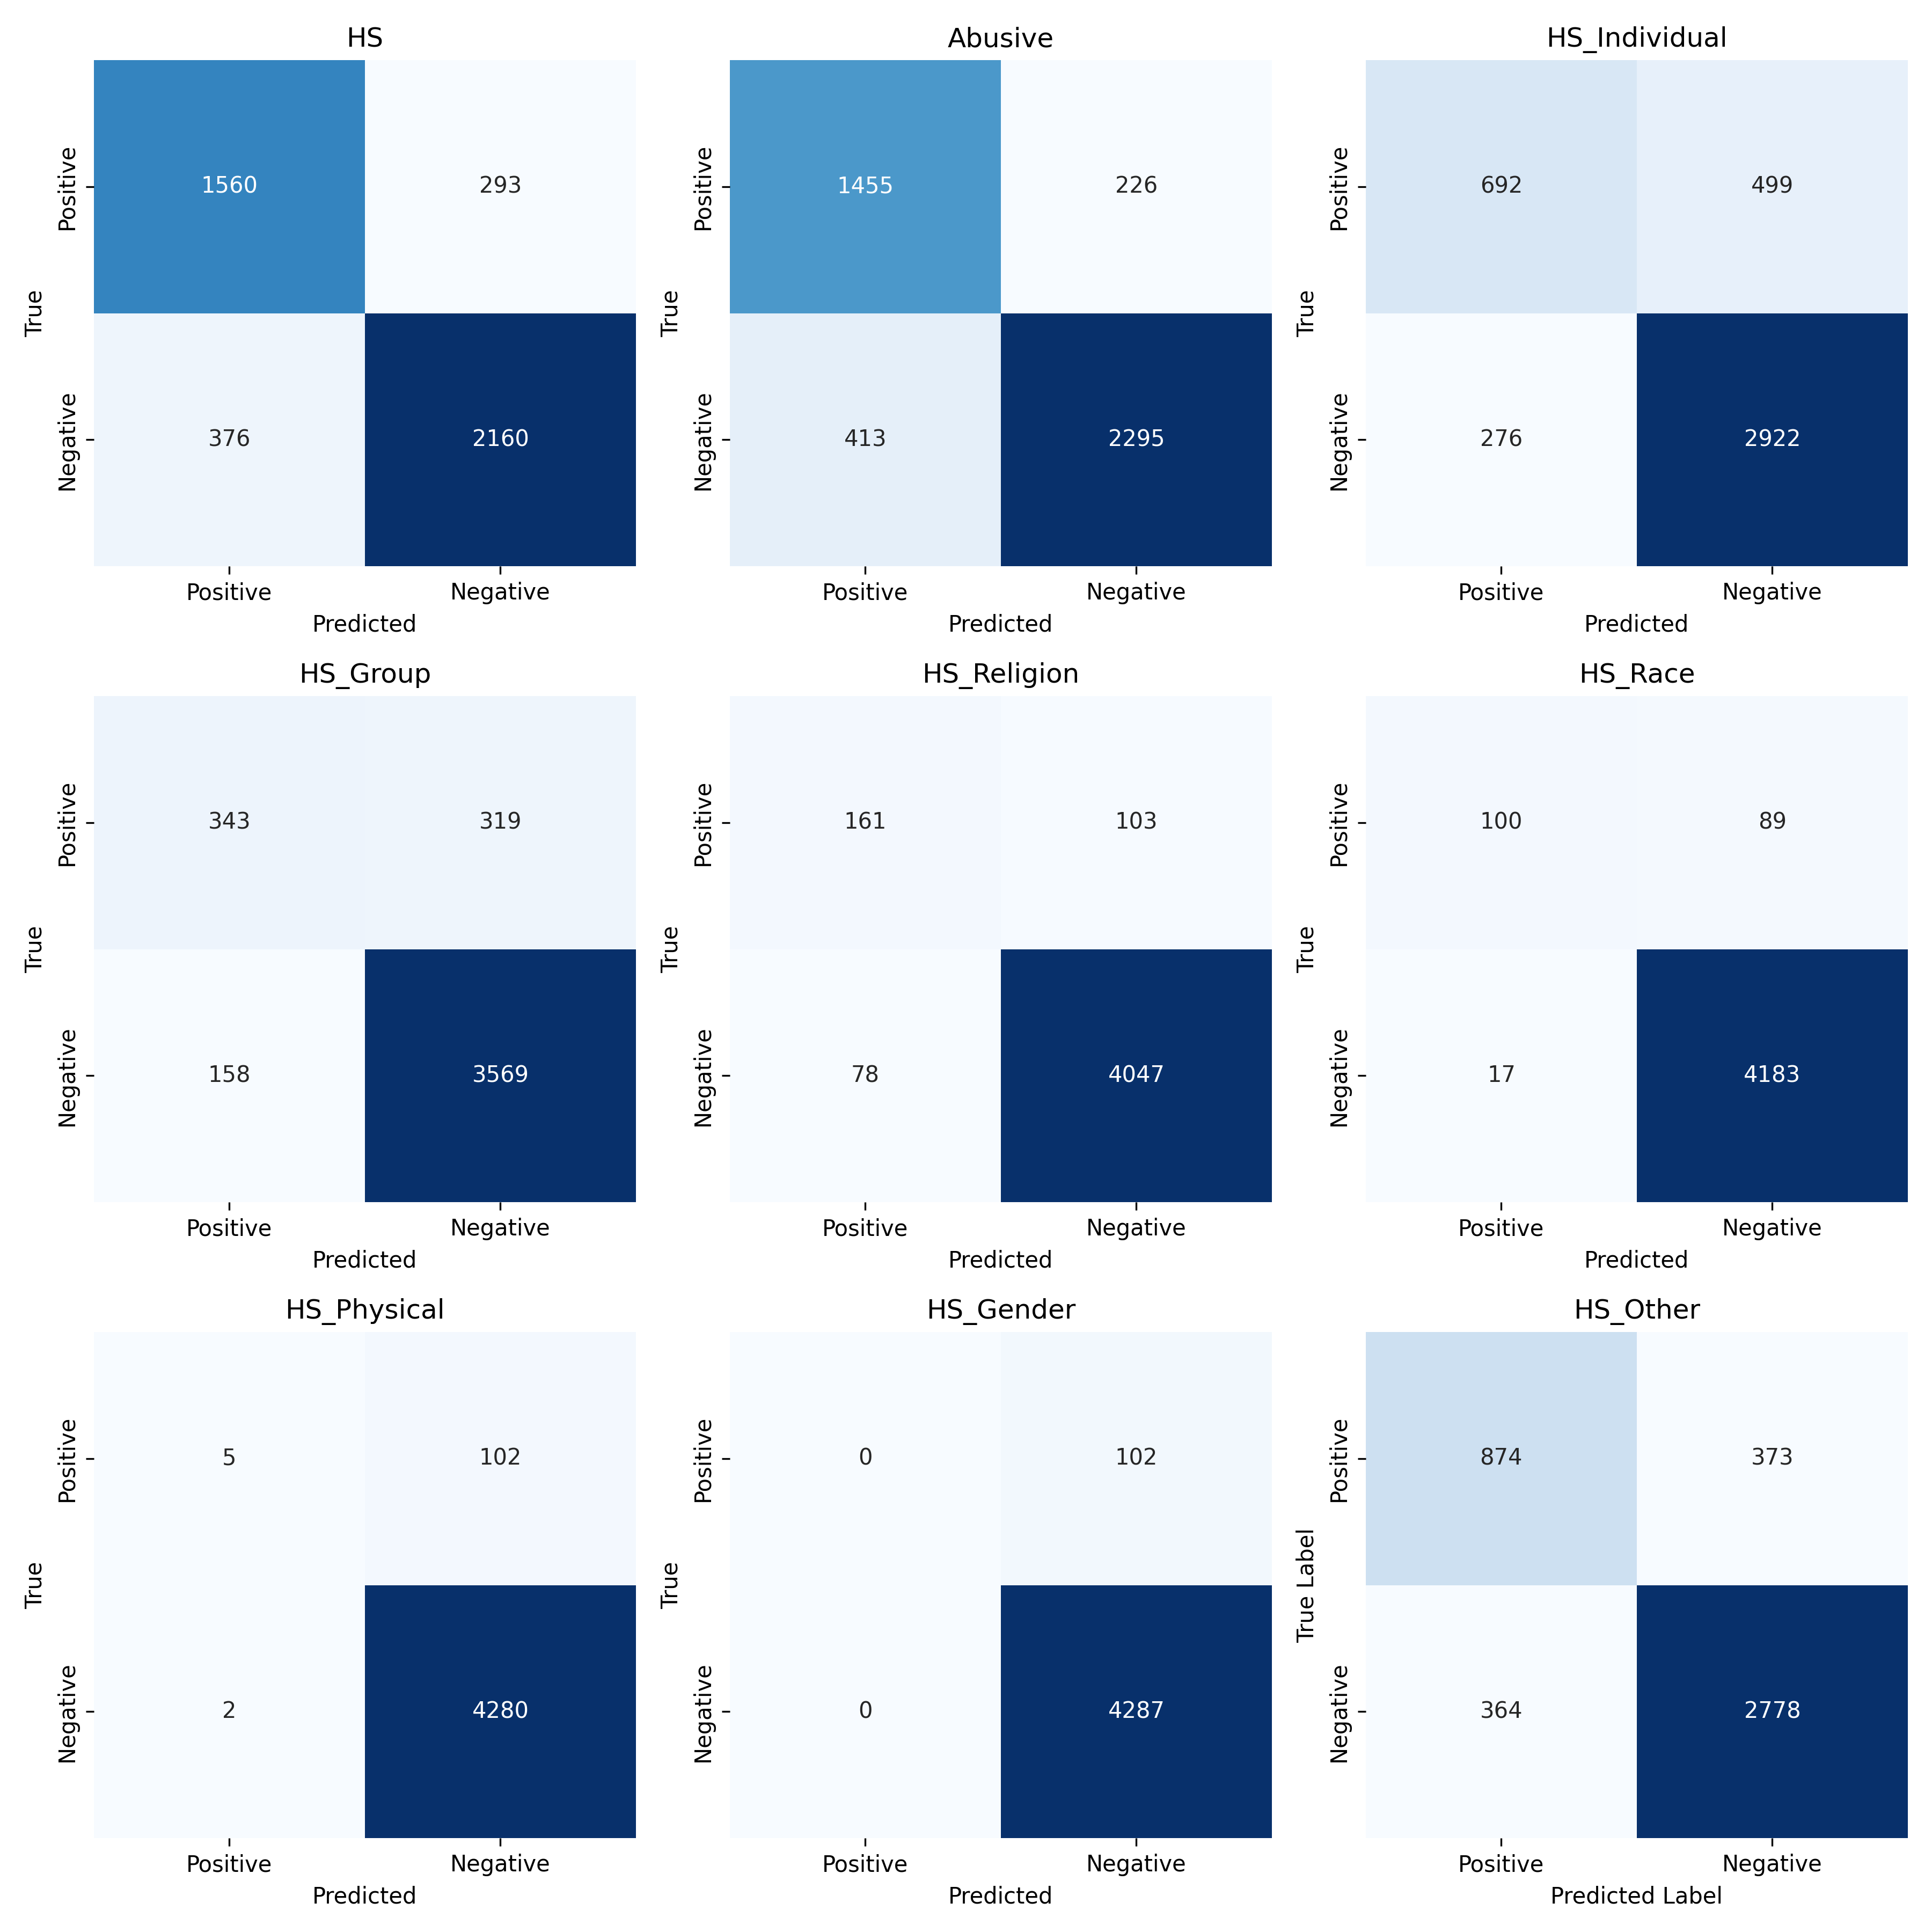 HS
Positive
1560
293
True
Negative
376
2160
Positive
Negative
Predicted
Abusive
Positive
1455
226
True
Negative
413
2295
Positive
Negative
Predicted
HS_Individual
Positive
692
499
True
Negative
276
2922
Positive
Negative
Predicted
HS_Group
Positive
343
319
True
Negative
158
3569
Positive
Negative
Predicted
HS_Religion
Positive
161
103
True
Negative
78
4047
Positive
Negative
Predicted
HS_Race
Positive
100
89
True
Negative
17
4183
Positive
Negative
Predicted
HS_Physical
Positive
5
102
True
Negative
2
4280
Positive
Negative
Predicted
HS_Gender
Positive
0
102
True
Negative
0
4287
Positive
Negative
Predicted
HS_Other
Positive
874
373
True Label
Negative
364
2778
Positive
Negative
Predicted Label